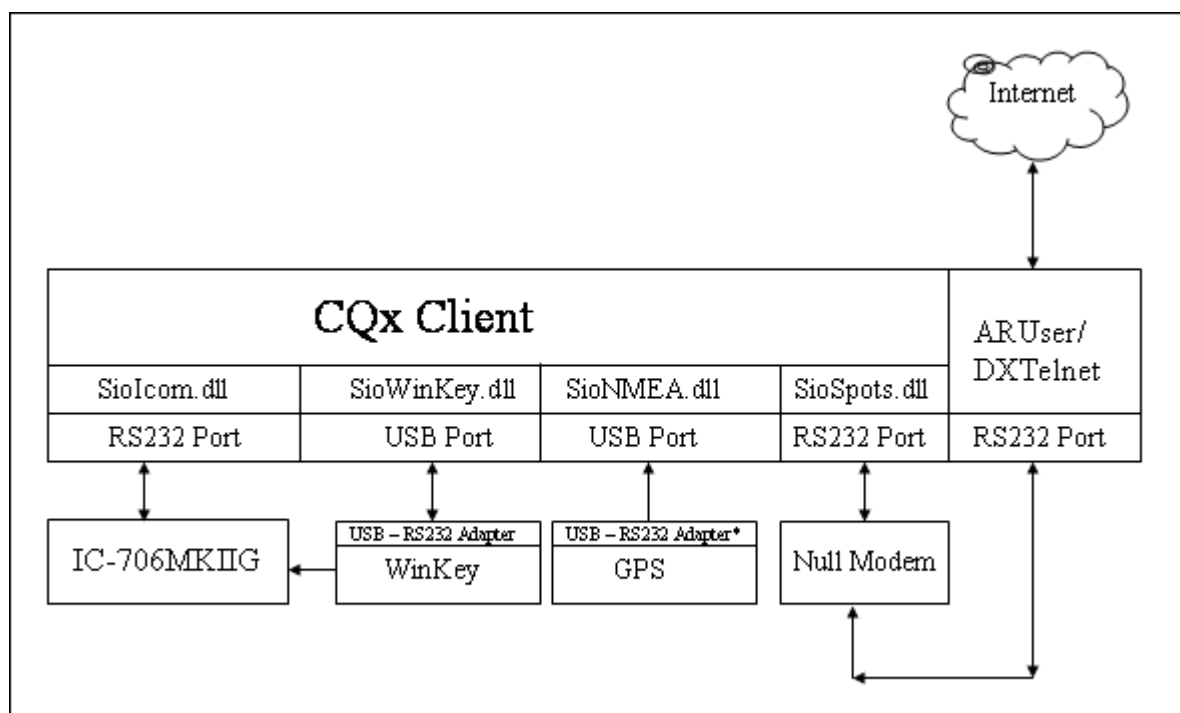 Internet
CQx Client
ARUser/
DXTelnet
SioIcom.dll
SioWinKey.dll
SioNMEA.dll
SioSpots.dll
RS232 Port
USB Port
USB Port
RS232 Port
RS232 Port
USB – RS232 Adapter
USB – RS232 Adapter*
IC-706MKIIG
WinKey
GPS
Null Modem